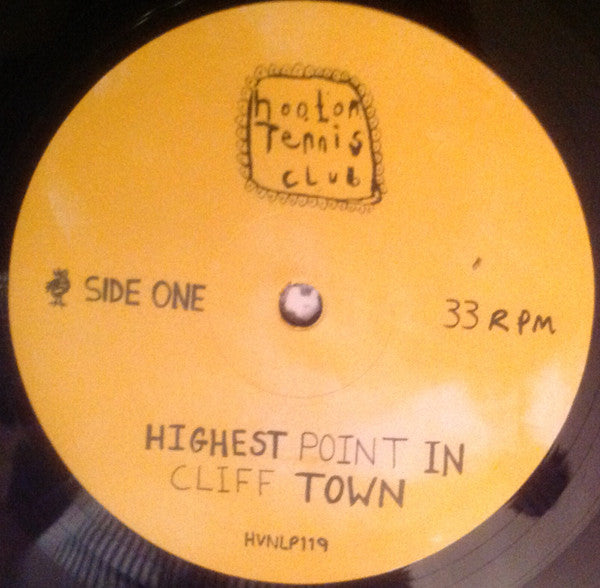 hooton
Tennis
CLUB
SIDE ONE
33 RPM
HIGHEST POINT IN
CLIFF TOWN
HVNLP119